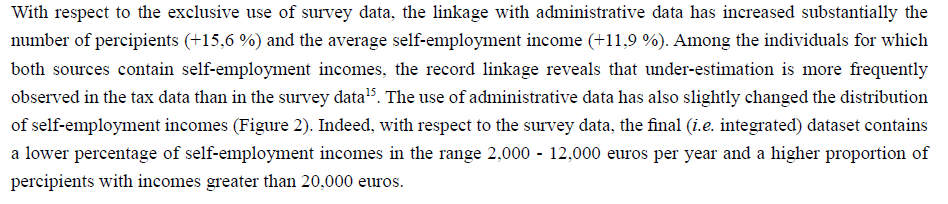 With respect to the exclusive use of survey data, the linkage with administrative data has increased substantially the
number of percipients (+15,6 %) and the average self-employment income (+11,9 %). Among the individuals for which
both sources contain self-employment incomes, the record linkage reveals that under-estimation is more frequently
observed in the tax data than in the survey data¹⁵. The use of administrative data has also slightly changed the distribution
of self-employment incomes (Figure 2). Indeed, with respect to the survey data, the final (i.e. integrated) dataset contains
a lower percentage of self-employment incomes in the range 2,000 - 12,000 euros per year and a higher proportion of
percipients with incomes greater than 20,000 euros.